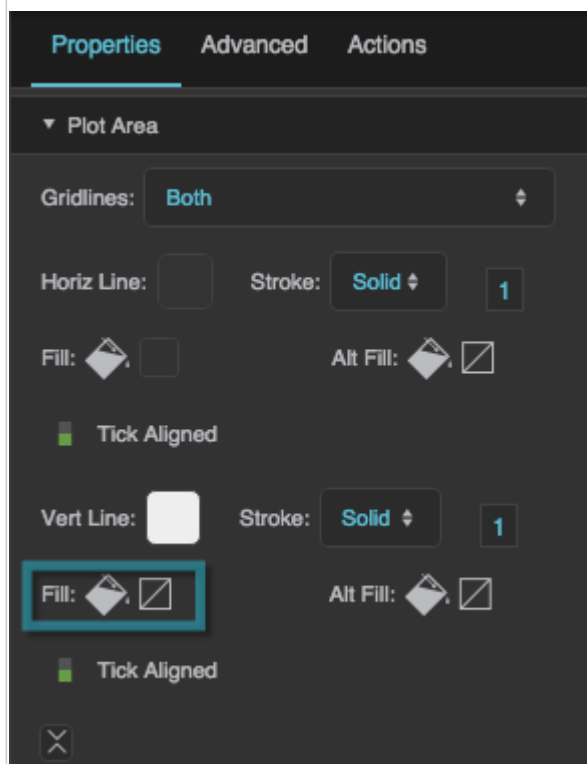 Properties Advanced Actions
Plot Area
Gridlines: Both
Horiz Line: Stroke: Solid 1
Fill: Alt Fill:
Tick Aligned
Vert Line: Stroke: Solid 1
Fill: Alt Fill:
Tick Aligned